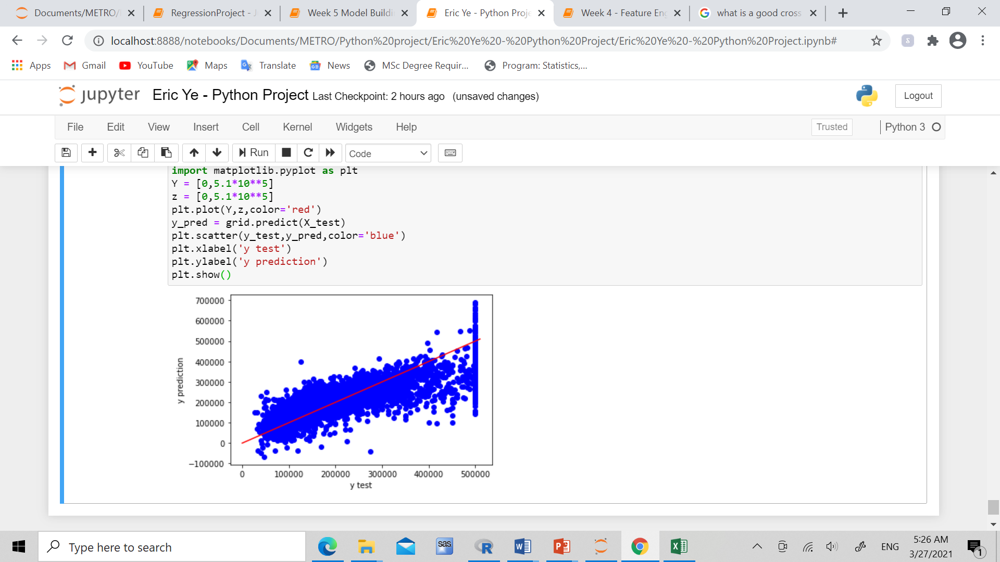 Documents/METRO/
RegressionProject - J
Week 5 Model Buildi
Eric Ye - Python Proje
Week 4 - Feature Eng
what is a good cross
localhost:8888/notebooks/Documents/METRO/Python%20project/Eric%20Ye%20-%20Python%20Project/Eric%20Ye%20-%20Python%20Project.ipynb#
Apps
Gmail
YouTube
Maps
Translate
News
MSc Degree Requir...
Program: Statistics,...
jupyter
Eric Ye - Python Project Last Checkpoint: 2 hours ago (unsaved changes)
Logout
File
Edit
View
Insert
Cell
Kernel
Widgets
Help
Trusted
Python 3
Run
Code
import matplotlib.pyplot as plt
Y = [0,5.1*10**5]
z = [0,5.1*10**5]
plt.plot(Y,z,color='red')
y_pred = grid.predict(X_test)
plt.scatter(y_test,y_pred,color='blue')
plt.xlabel('y test')
plt.ylabel('y prediction')
plt.show()
700000
600000
500000
400000
300000
200000
100000
0
−100000
y prediction
0 100000 200000 300000 400000 500000
y test
Type here to search
sas
ENG
5:26 AM
3/27/2021
1